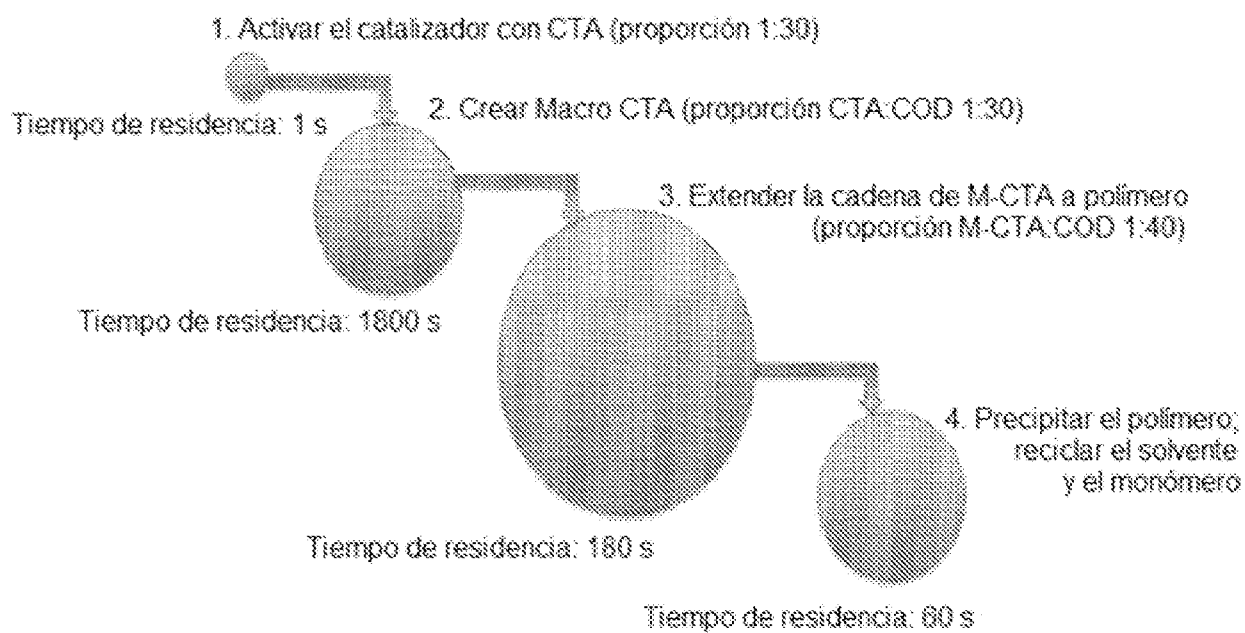 1. Activar el catalizador con CTA (proporción 1:30)
Tiempo de residencia: 1 s
2. Crear Macro CTA (proporción CTA:COD 1:30)
Tiempo de residencia: 1800 s
3. Extender la cadena de M-CTA a polímero
(proporción M-CTA:COD 1:40)
Tiempo de residencia: 180 s
4. Precipitar el polímero;
reciclar el solvente
y el monómero
Tiempo de residencia: 60 s